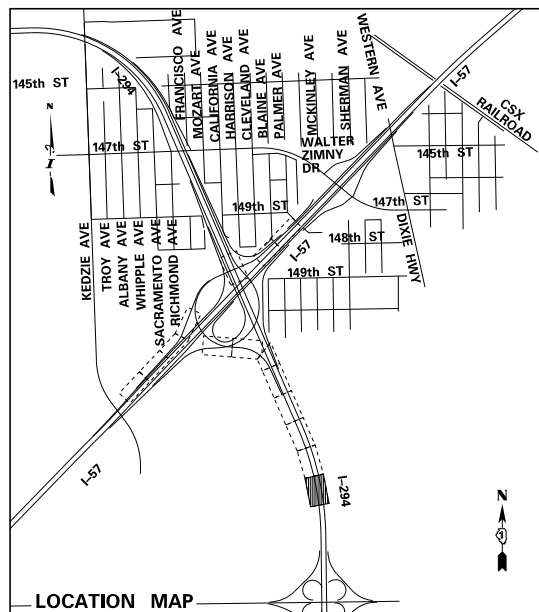 145th ST
I-294
FRANCISCO AVE
MOZART AVE
CALIFORNIA AVE
HARRISON AVE
CLEVELAND AVE
BLAINE AVE
PALMER AVE
MCKINLEY AVE
SHERMAN AVE
WESTERN AVE
I-57
CSX
RAILROAD
N
147th ST
WALTER
ZIMNY
DR
145th ST
149th ST
147th ST
I-57
148th ST
149th ST
DIXIE HWY
KEDZIE AVE
TROY AVE
ALBANY AVE
WHIPPLE AVE
SACRAMENTO AVE
RICHMOND AVE
I-57
I-294
N
LOCATION MAP